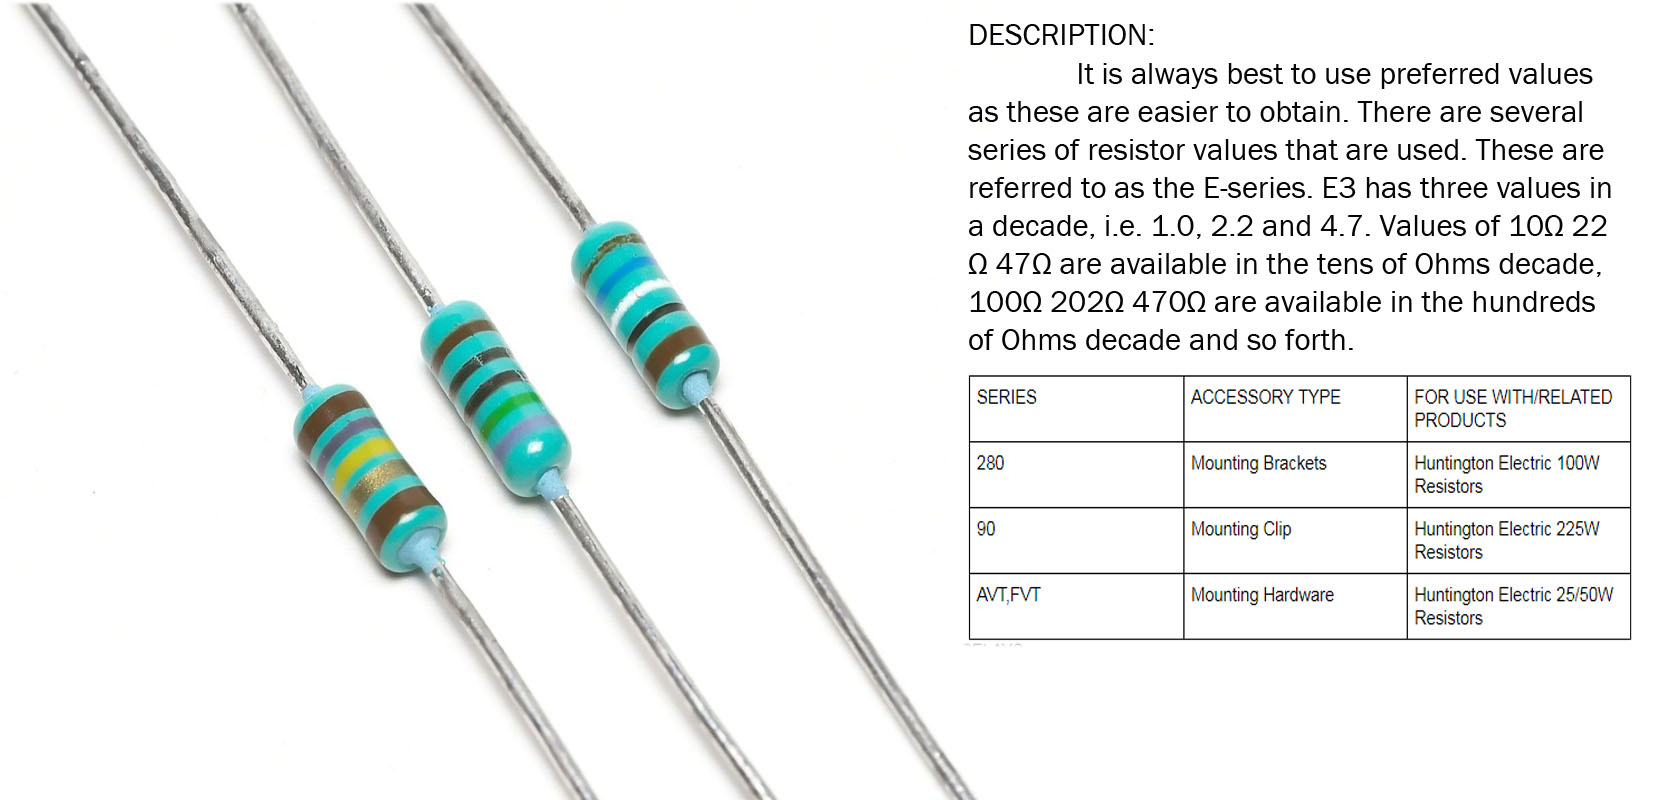 DESCRIPTION:
It is always best to use preferred values
as these are easier to obtain. There are several
series of resistor values that are used. These are
referred to as the E-series. E3 has three values in
a decade, i.e. 1.0, 2.2 and 4.7. Values of 10Ω 22
Ω 47Ω are available in the tens of Ohms decade,
100Ω 202Ω 470Ω are available in the hundreds
of Ohms decade and so forth.
SERIES
ACCESSORY TYPE
FOR USE WITH/RELATED
PRODUCTS
280
Mounting Brackets
Huntington Electric 100W
Resistors
90
Mounting Clip
Huntington Electric 225W
Resistors
AVT,FVT
Mounting Hardware
Huntington Electric 25/50W
Resistors